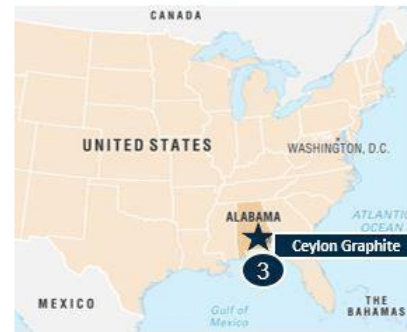 CANADA
UNITED STATES
WASHINGTON, D.C.
ALABAMA
ATLANTIC
OCEAN
Ceylon Graphite
3
MEXICO
Gulf of
Mexico
THE
BAHAMAS